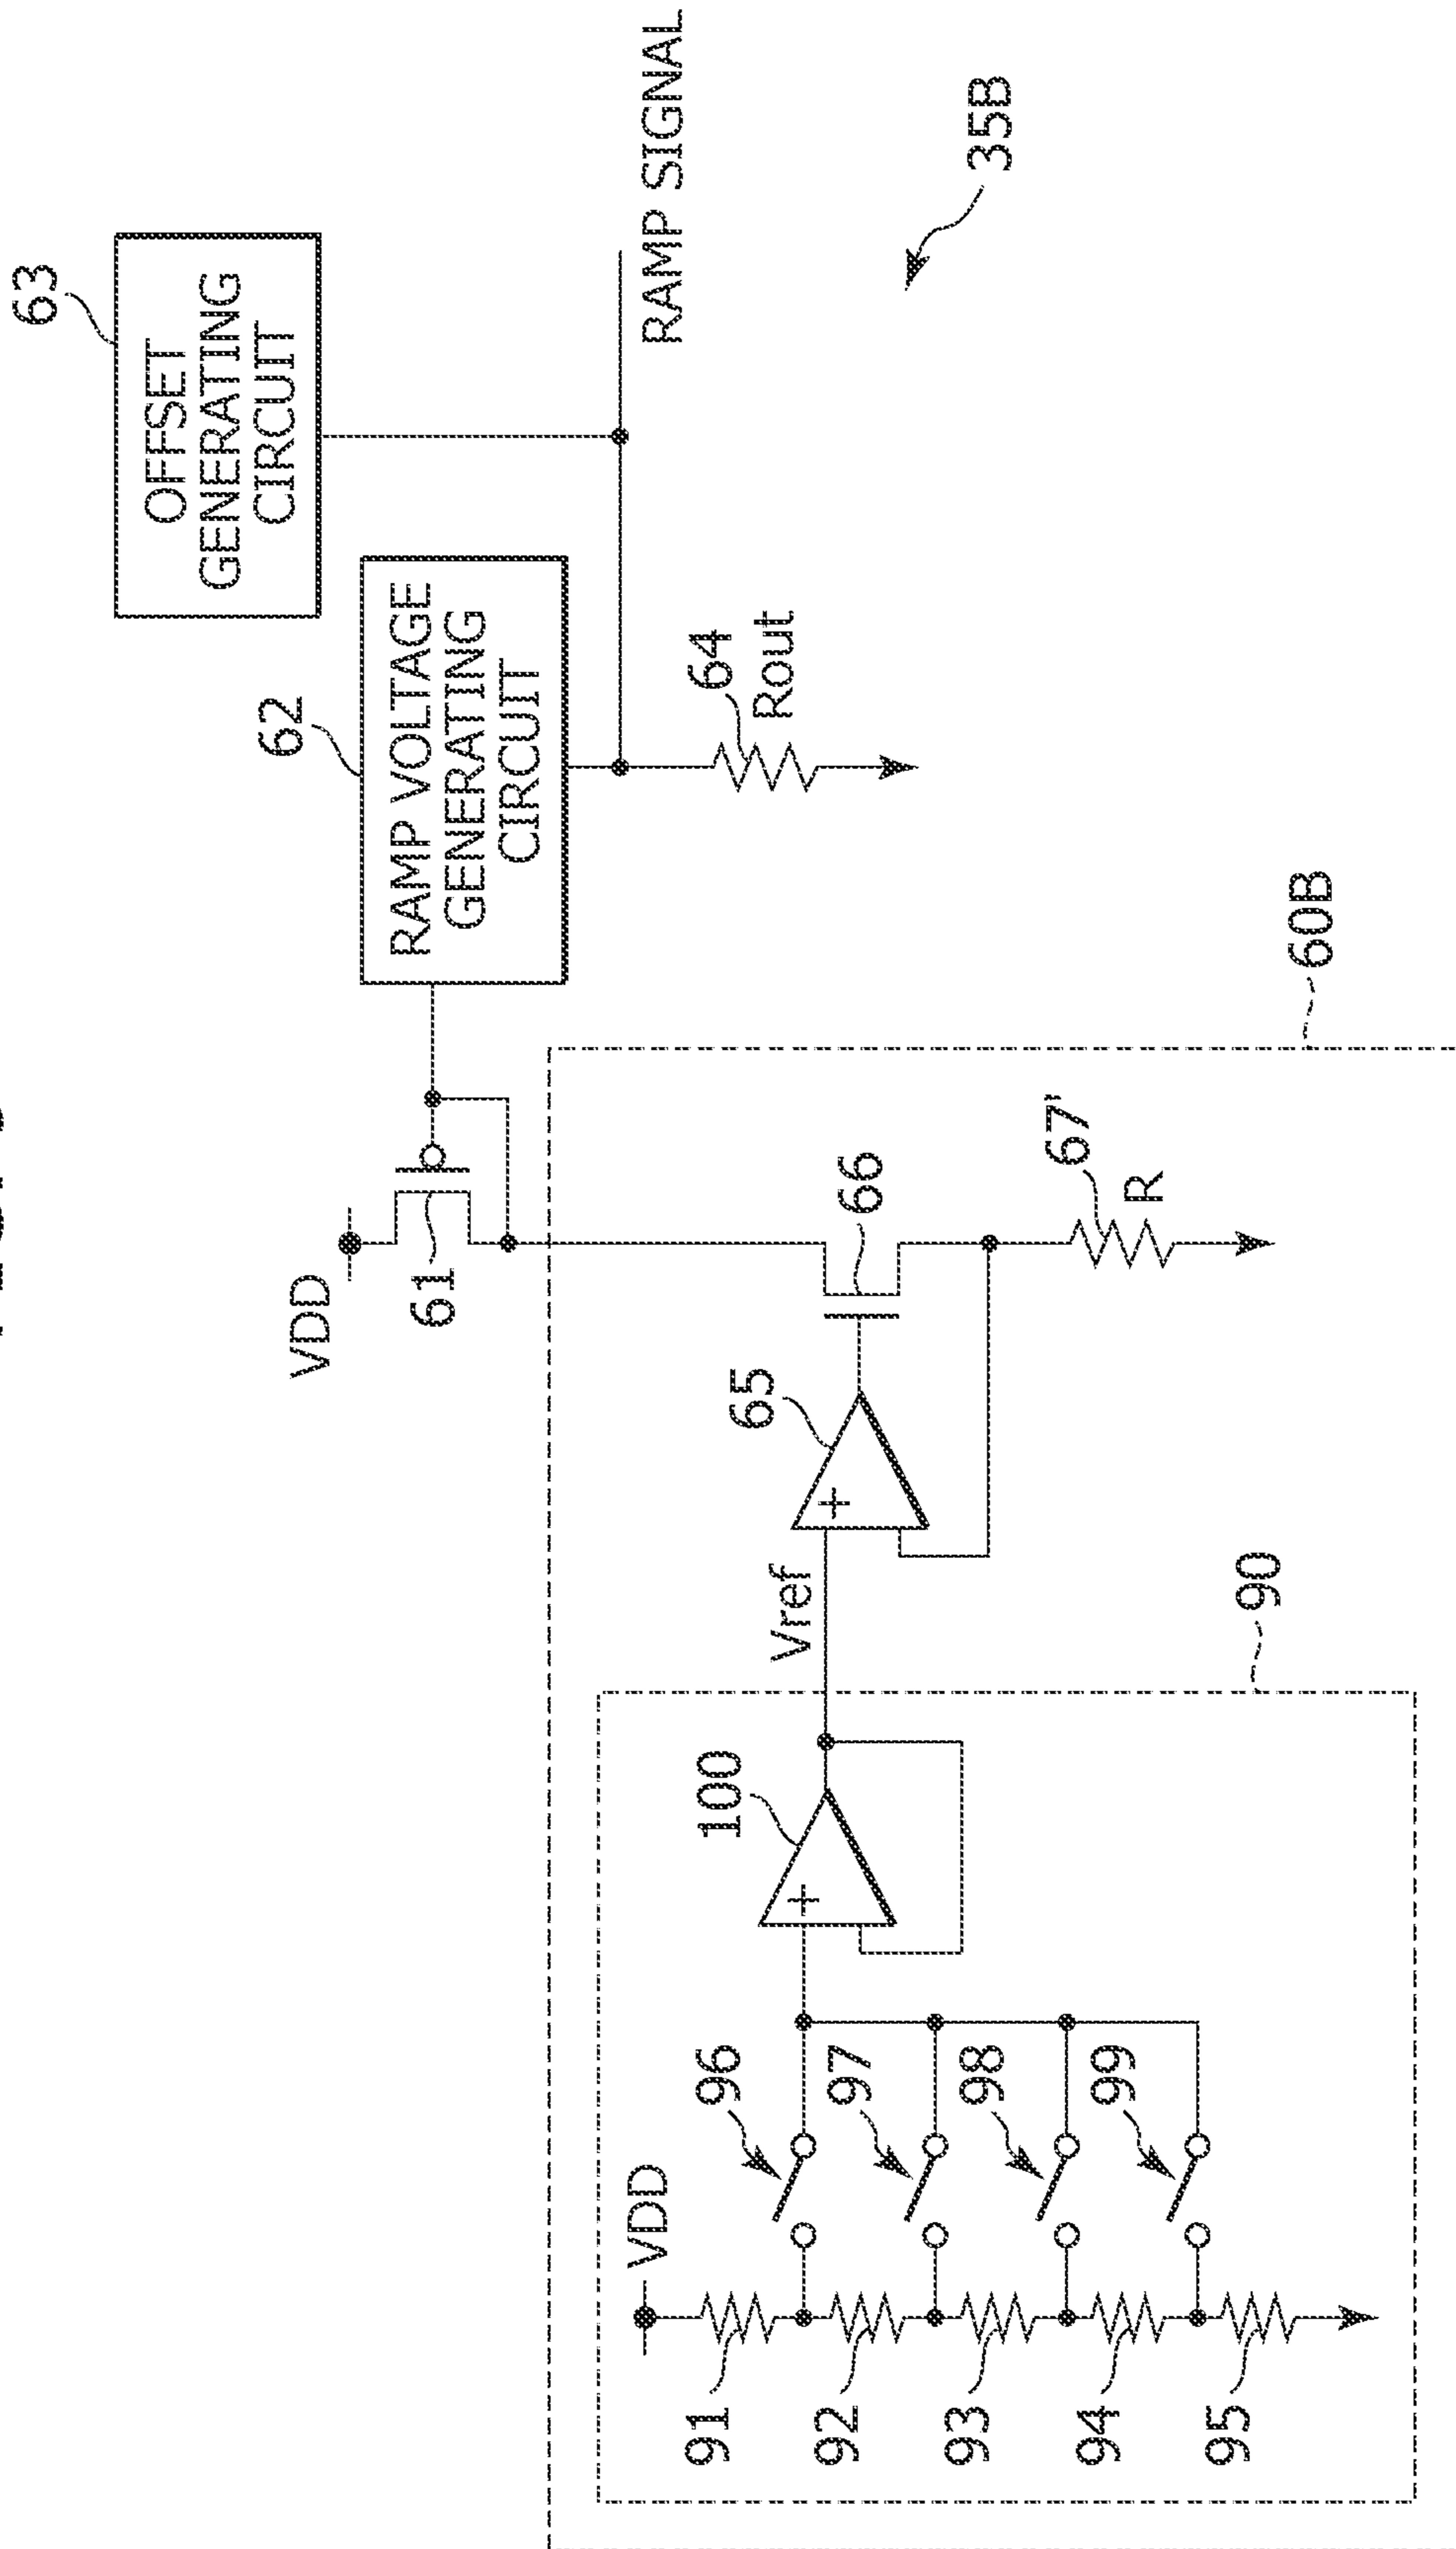 63
OFFSET
GENERATING
CIRCUIT
62
RAMP VOLTAGE
GENERATING
CIRCUIT
RAMP SIGNAL
VDD
61
64
Rout
35B
60B
66
65
67'
R
Vref
90
100
VDD
96
97
98
99
91
92
93
94
95